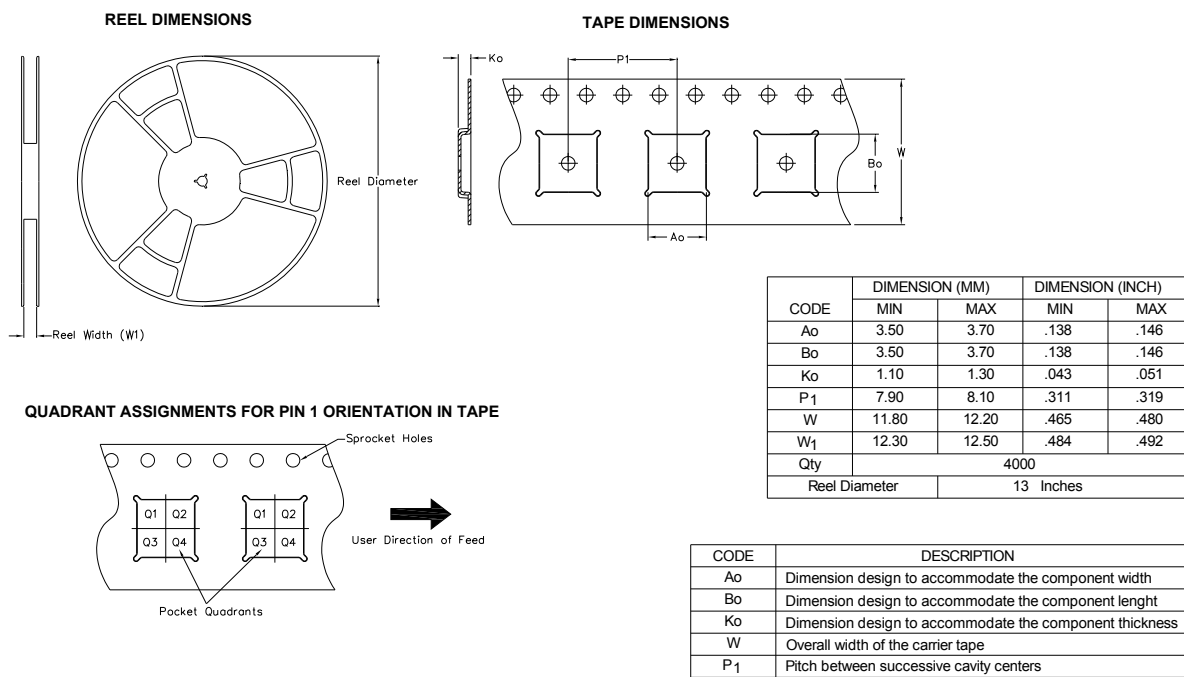 REEL DIMENSIONS
TAPE DIMENSIONS
Ko
P1
Reel Diameter
W
Bo
Ao
Reel Width (W1)
CODE DIMENSION (MM) DIMENSION (INCH)
MIN MAX MIN MAX
Ao 3.50 3.70 .138 .146
Bo 3.50 3.70 .138 .146
Ko 1.10 1.30 .043 .051
P1 7.90 8.10 .311 .319
W 11.80 12.20 .465 .480
W1 12.30 12.50 .484 .492
Qty 4000
Reel Diameter 13 Inches
QUADRANT ASSIGNMENTS FOR PIN 1 ORIENTATION IN TAPE
Sprocket Holes
Q1 Q2 Q1 Q2
Q3 Q4 Q3 Q4
User Direction of Feed
Pocket Quadrants
CODE DESCRIPTION
Ao Dimension design to accommodate the component width
Bo Dimension design to accommodate the component lenght
Ko Dimension design to accommodate the component thickness
W Overall width of the carrier tape
P1 Pitch between successive cavity centers